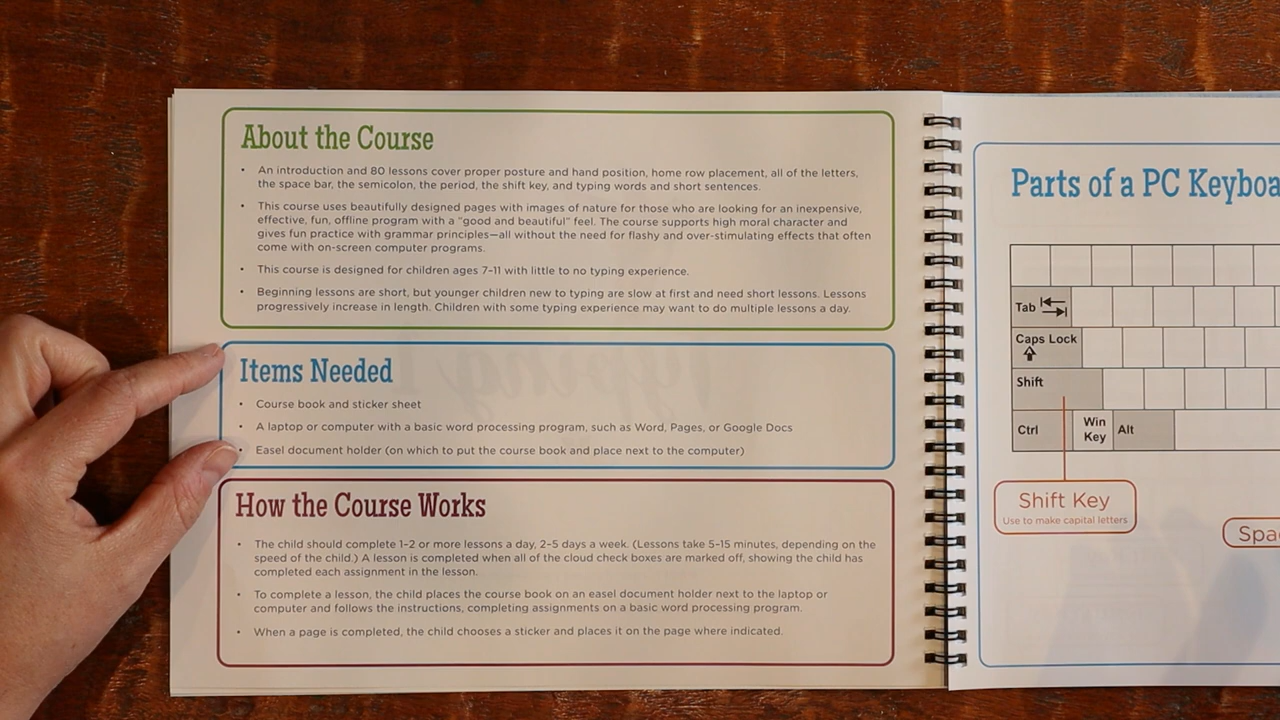 About the Course
• An introduction and 80 lessons cover proper posture and hand position, home row placement, all of the letters,
the space bar, the semicolon, the period, the shift key, and typing words and short sentences.
• This course uses beautifully designed pages with images of nature for those who are looking for an inexpensive,
effective, fun, offline program with a "good and beautiful" feel. The course supports high moral character and
gives fun practice with grammar principles—all without the need for flashy and over-stimulating effects that often
come with on-screen computer programs.
• This course is designed for children ages 7–11 with little to no typing experience.
• Beginning lessons are short, but younger children new to typing are slow at first and need short lessons. Lessons
progressively increase in length. Children with some typing experience may want to do multiple lessons a day.
Items Needed
• Course book and sticker sheet
• A laptop or computer with a basic word processing program, such as Word, Pages, or Google Docs
• Easel document holder (on which to put the course book and place next to the computer)
How the Course Works
• The child should complete 1–2 or more lessons a day, 2–5 days a week. (Lessons take 5–15 minutes, depending on the
speed of the child.) A lesson is completed when all of the cloud check boxes are marked off, showing the child has
completed each assignment in the lesson.
• To complete a lesson, the child places the course book on an easel document holder next to the laptop or
computer and follows the instructions, completing assignments on a basic word processing program.
• When a page is completed, the child chooses a sticker and places it on the page where indicated.
Parts of a PC Keyboa
Tab
Caps Lock
Shift
Ctrl
Win
Key
Alt
Shift Key
Use to make capital letters
Spa